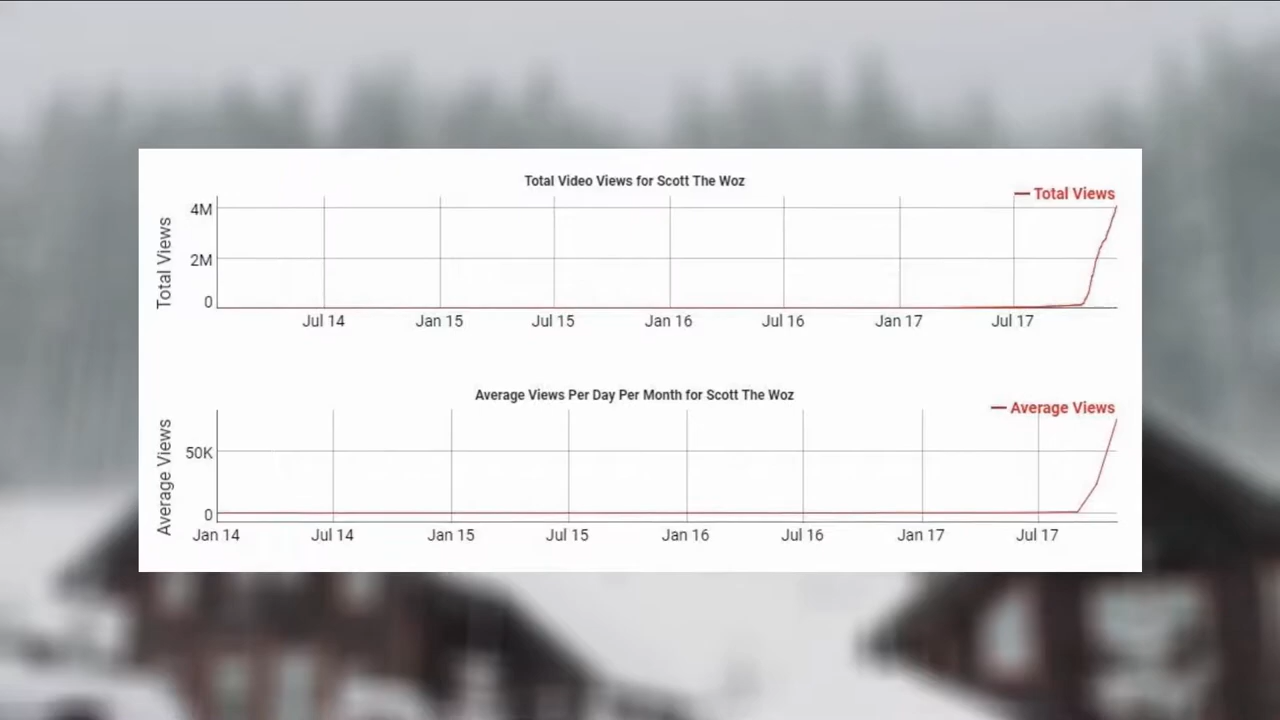 Total Video Views for Scott The Woz
Total Views
Total Views
4M
2M
0
Jul 14 Jan 15 Jul 15 Jan 16 Jul 16 Jan 17 Jul 17
Average Views Per Day Per Month for Scott The Woz
Average Views
Average Views
50K
0
Jan 14 Jul 14 Jan 15 Jul 15 Jan 16 Jul 16 Jan 17 Jul 17